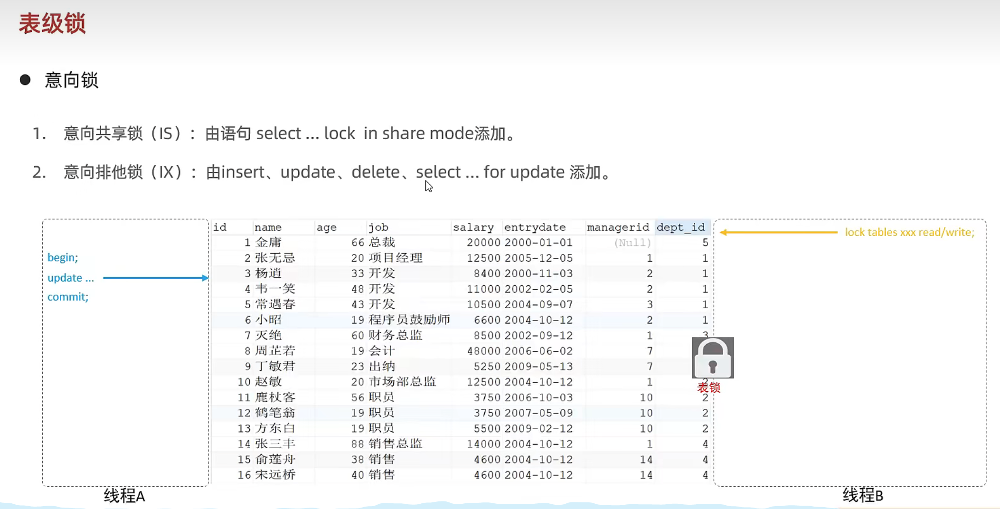 表级锁
● 意向锁
1. 意向共享锁（IS）：由语句 select ... lock in share mode添加。
2. 意向排他锁（IX）：由insert、update、delete、select ... for update 添加。
begin;
update ...
commit;
id name age job salary entrydate managerid dept_id
1 金庸 66 总裁 20000 2000-01-01 (Null) 5
2 张无忌 20 项目经理 12500 2005-12-05 1 1
3 杨逍 33 开发 8400 2000-11-03 2 1
4 韦一笑 48 开发 11000 2002-02-05 2 1
5 常遇春 43 开发 10500 2004-09-07 3 1
6 小昭 19 程序员鼓励师 6600 2004-10-12 2 1
7 灭绝 60 财务总监 8500 2002-09-12 1 3
8 周芷若 19 会计 48000 2006-06-02 7
9 丁敏君 23 出纳 5250 2009-05-13 7
10 赵敏 20 市场部总监 12500 2004-10-12 1 2
11 鹿杖客 56 职员 3750 2006-10-03 10 2
12 鹤笔翁 19 职员 3750 2007-05-09 10 2
13 方东白 19 职员 5500 2009-02-12 10 2
14 张三丰 88 销售总监 14000 2004-10-12 1 4
15 俞莲舟 38 销售 4600 2004-10-12 14 4
16 宋远桥 40 销售 4600 2004-10-12 14 4
表锁
lock tables xxx read/write;
线程A
线程B